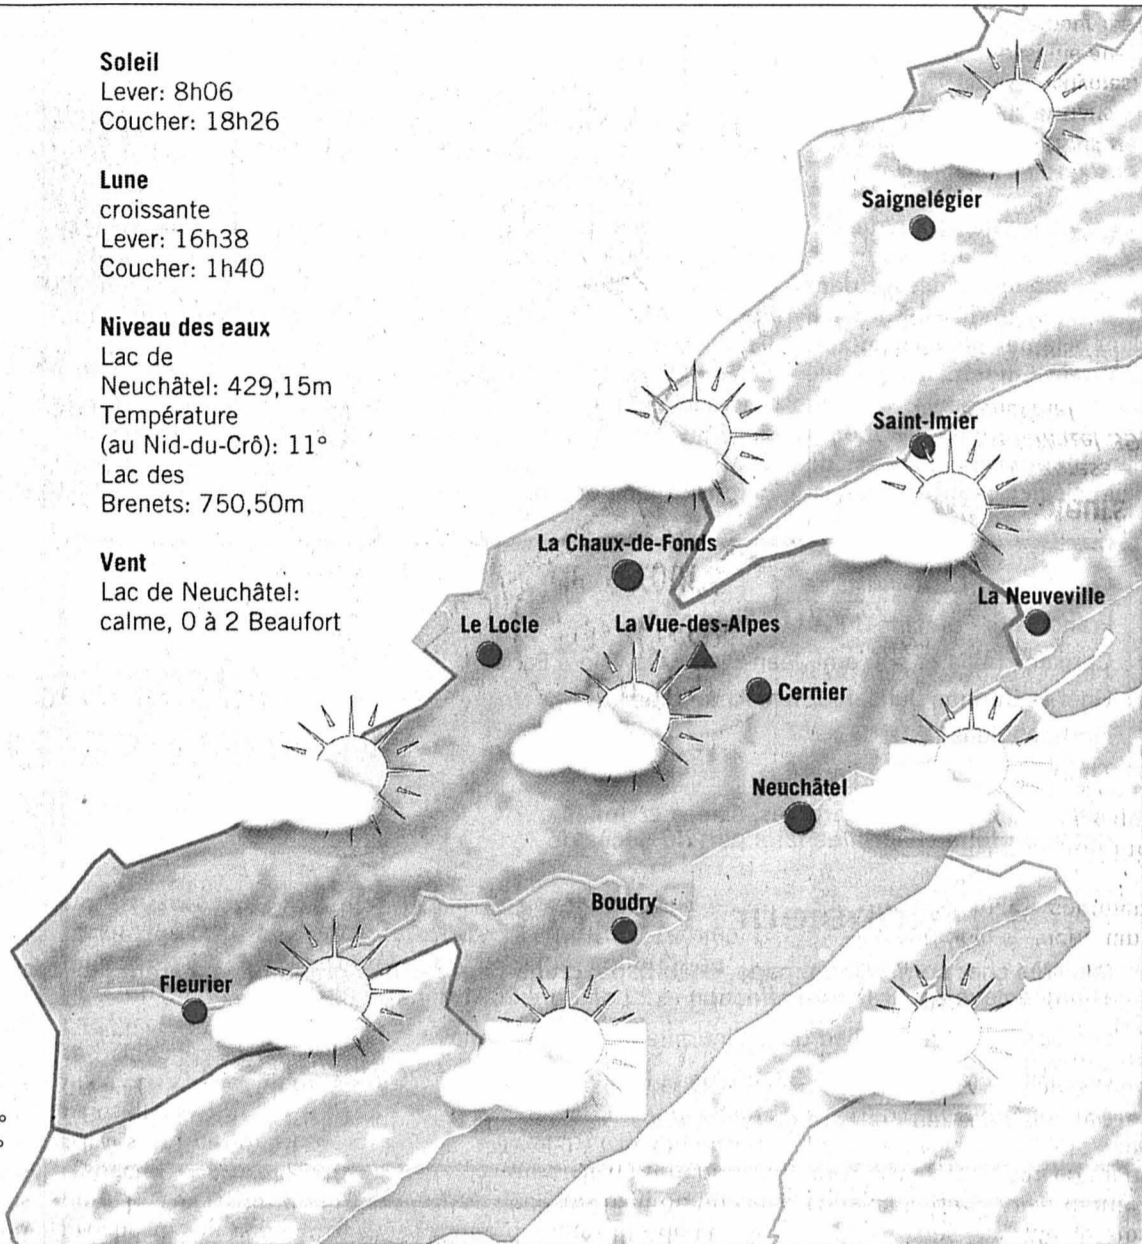 Soleil
Lever: 8h06
Coucher: 18h26
Lune
croissante
Lever: 16h38
Coucher: 1h40
Niveau des eaux
Lac de
Neuchâtel: 429,15m
Température
(au Nid-du-Crô): 11°
Lac des
Brenets: 750,50m
Vent
Lac de Neuchâtel:
calme, 0 à 2 Beaufort
Saignelégier
Saint-Imier
La Chaux-de-Fonds
La Neuveville
Le Locle
La Vue-des-Alpes
Cernier
Neuchâtel
Boudry
Fleurier